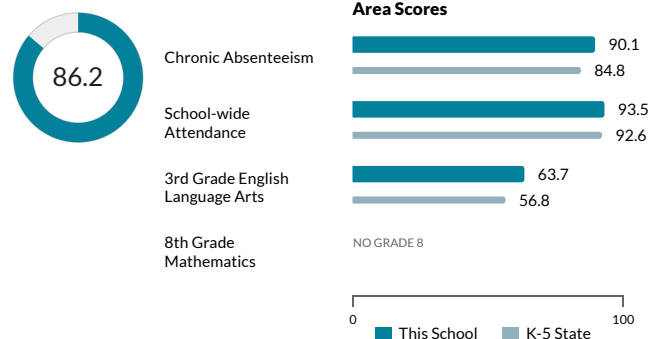 Area Scores
86.2
Chronic Absenteeism
90.1
84.8
School-wide
Attendance
93.5
92.6
3rd Grade English
Language Arts
63.7
56.8
8th Grade
Mathematics
NO GRADE 8
0 100
This School K-5 State